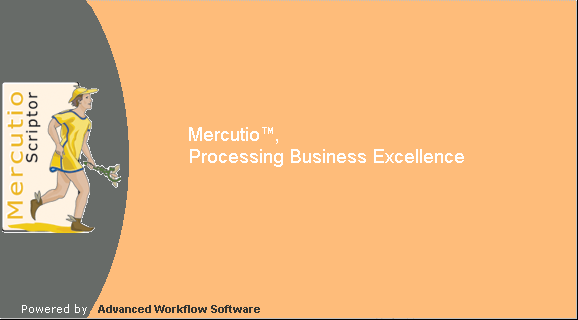 Mercutio
Scriptor
Mercutio™,
Processing Business Excellence
Powered by Advanced Workflow Software